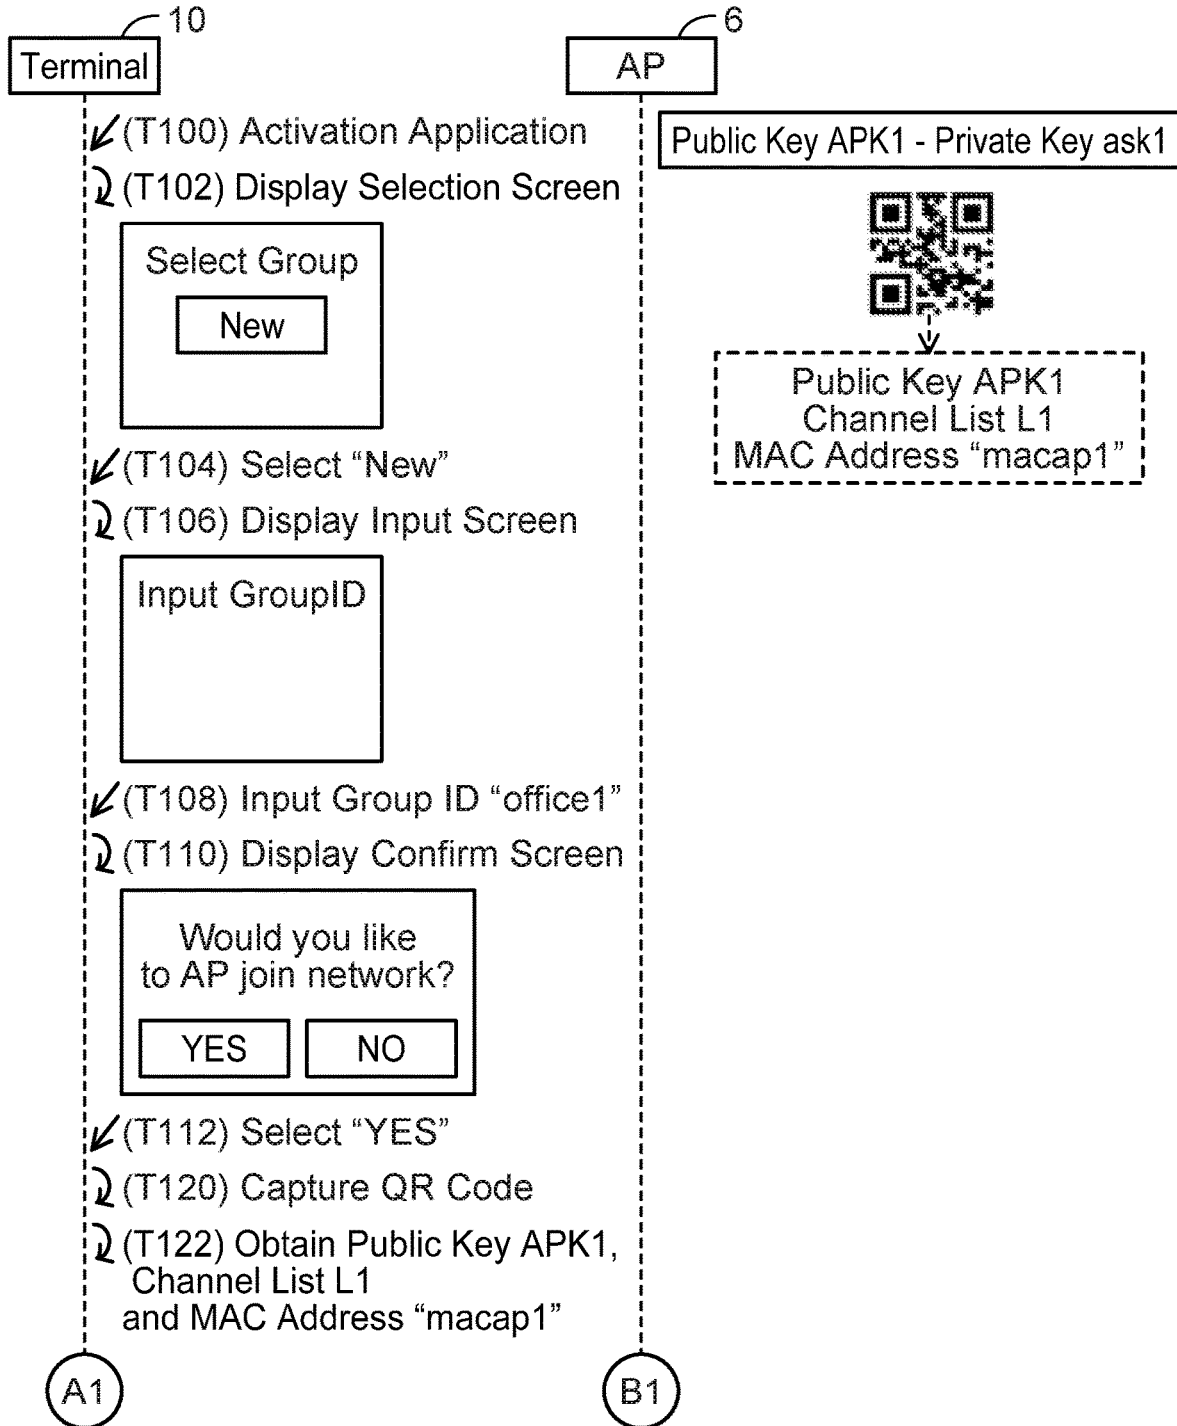 10
Terminal
6
AP
(T100) Activation Application
(T102) Display Selection Screen
Select Group
New
(T104) Select “New”
(T106) Display Input Screen
Input GroupID
(T108) Input Group ID “office1”
(T110) Display Confirm Screen
Would you like
to AP join network?
YES
NO
(T112) Select “YES”
(T120) Capture QR Code
(T122) Obtain Public Key APK1,
Channel List L1
and MAC Address “macap1”
A1
Public Key APK1 - Private Key ask1
Public Key APK1
Channel List L1
MAC Address “macap1”
B1